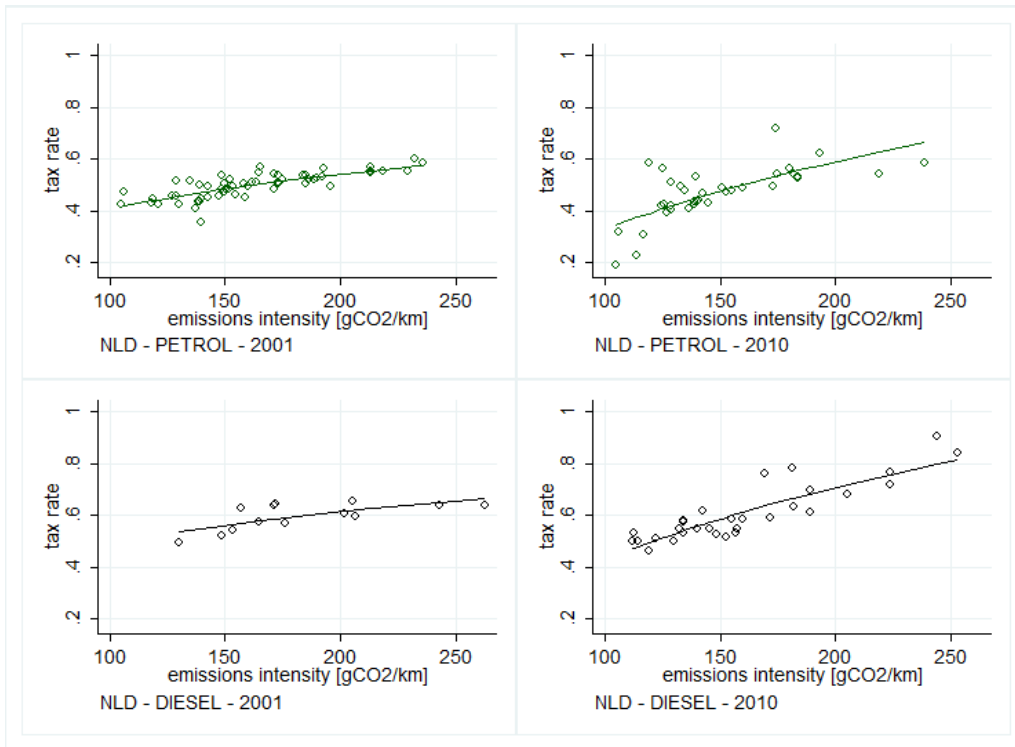 tax rate
1
.8
.6
.4
.2
100 150 200 250
emissions intensity [gCO2/km]
NLD - PETROL - 2001
tax rate
1
.8
.6
.4
.2
100 150 200 250
emissions intensity [gCO2/km]
NLD - PETROL - 2010
tax rate
1
.8
.6
.4
.2
100 150 200 250
emissions intensity [gCO2/km]
NLD - DIESEL - 2001
tax rate
1
.8
.6
.4
.2
100 150 200 250
emissions intensity [gCO2/km]
NLD - DIESEL - 2010